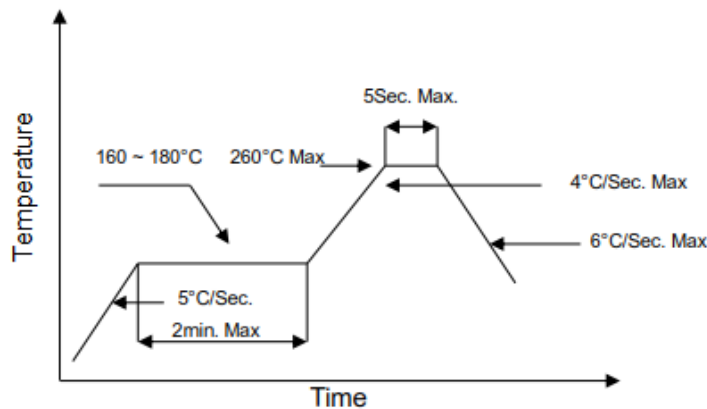 5Sec. Max.
160 ~ 180°C
260°C Max
4°C/Sec. Max
6°C/Sec. Max
5°C/Sec.
2min. Max
Temperature
Time